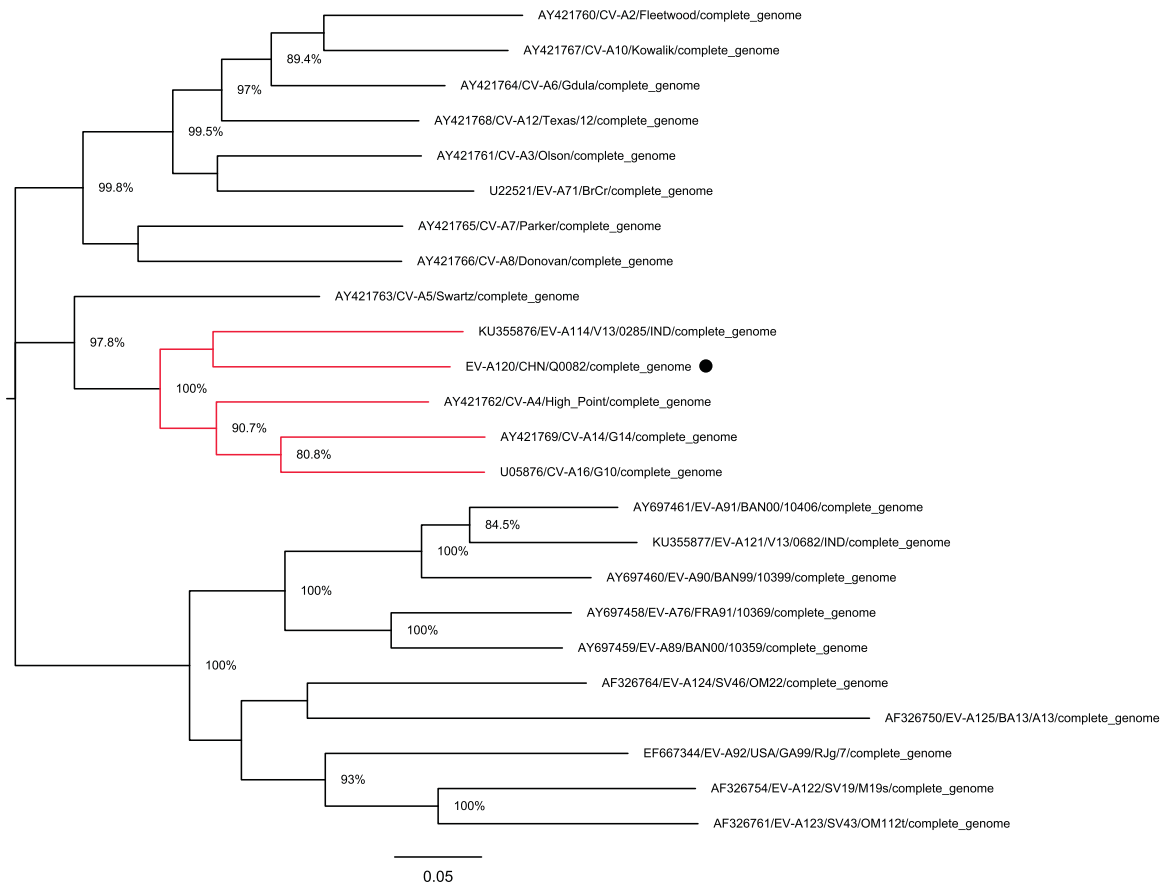 AY421760/CV-A2/Fleetwood/complete_genome
AY421767/CV-A10/Kowalik/complete_genome
89.4%
AY421764/CV-A6/Gdula/complete_genome
97%
AY421768/CV-A12/Texas/12/complete_genome
99.5%
AY421761/CV-A3/Olson/complete_genome
99.8%
U22521/EV-A71/BrCr/complete_genome
AY421765/CV-A7/Parker/complete_genome
AY421766/CV-A8/Donovan/complete_genome
AY421763/CV-A5/Swartz/complete_genome
KU355876/EV-A114/V13/0285/IND/complete_genome
97.8%
EV-A120/CHN/Q0082/complete_genome
100%
AY421762/CV-A4/High_Point/complete_genome
90.7%
AY421769/CV-A14/G14/complete_genome
80.8%
U05876/CV-A16/G10/complete_genome
AY697461/EV-A91/BAN00/10406/complete_genome
84.5%
KU355877/EV-A121/V13/0682/IND/complete_genome
100%
AY697460/EV-A90/BAN99/10399/complete_genome
100%
AY697458/EV-A76/FRA91/10369/complete_genome
100%
AY697459/EV-A89/BAN00/10359/complete_genome
100%
AF326764/EV-A124/SV46/OM22/complete_genome
AF326750/EV-A125/BA13/A13/complete_genome
EF667344/EV-A92/USA/GA99/RJg/7/complete_genome
93%
AF326754/EV-A122/SV19/M19s/complete_genome
100%
AF326761/EV-A123/SV43/OM112t/complete_genome
0.05